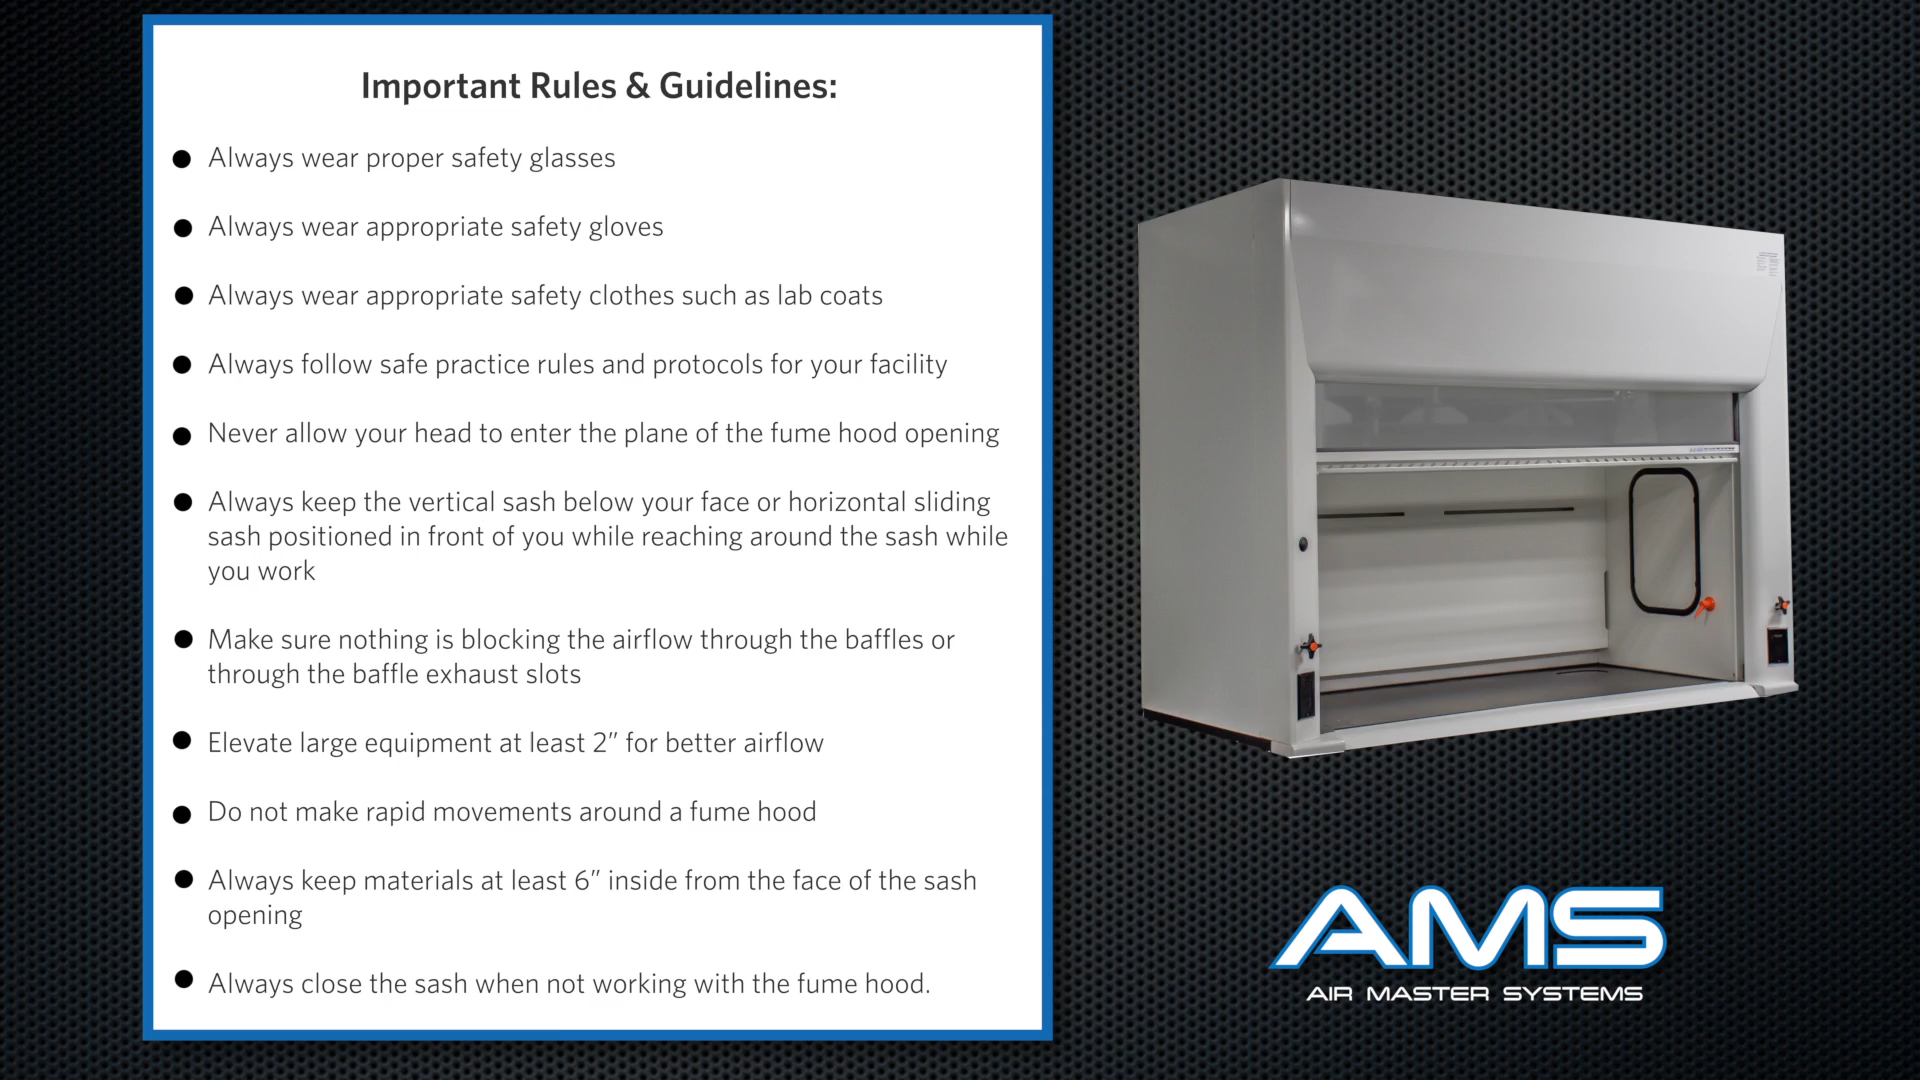 Important Rules & Guidelines:
● Always wear proper safety glasses
● Always wear appropriate safety gloves
● Always wear appropriate safety clothes such as lab coats
● Always follow safe practice rules and protocols for your facility
● Never allow your head to enter the plane of the fume hood opening
● Always keep the vertical sash below your face or horizontal sliding
sash positioned in front of you while reaching around the sash while
you work
● Make sure nothing is blocking the airflow through the baffles or
through the baffle exhaust slots
● Elevate large equipment at least 2” for better airflow
● Do not make rapid movements around a fume hood
● Always keep materials at least 6” inside from the face of the sash
opening
● Always close the sash when not working with the fume hood.
AMS
AIR MASTER SYSTEMS